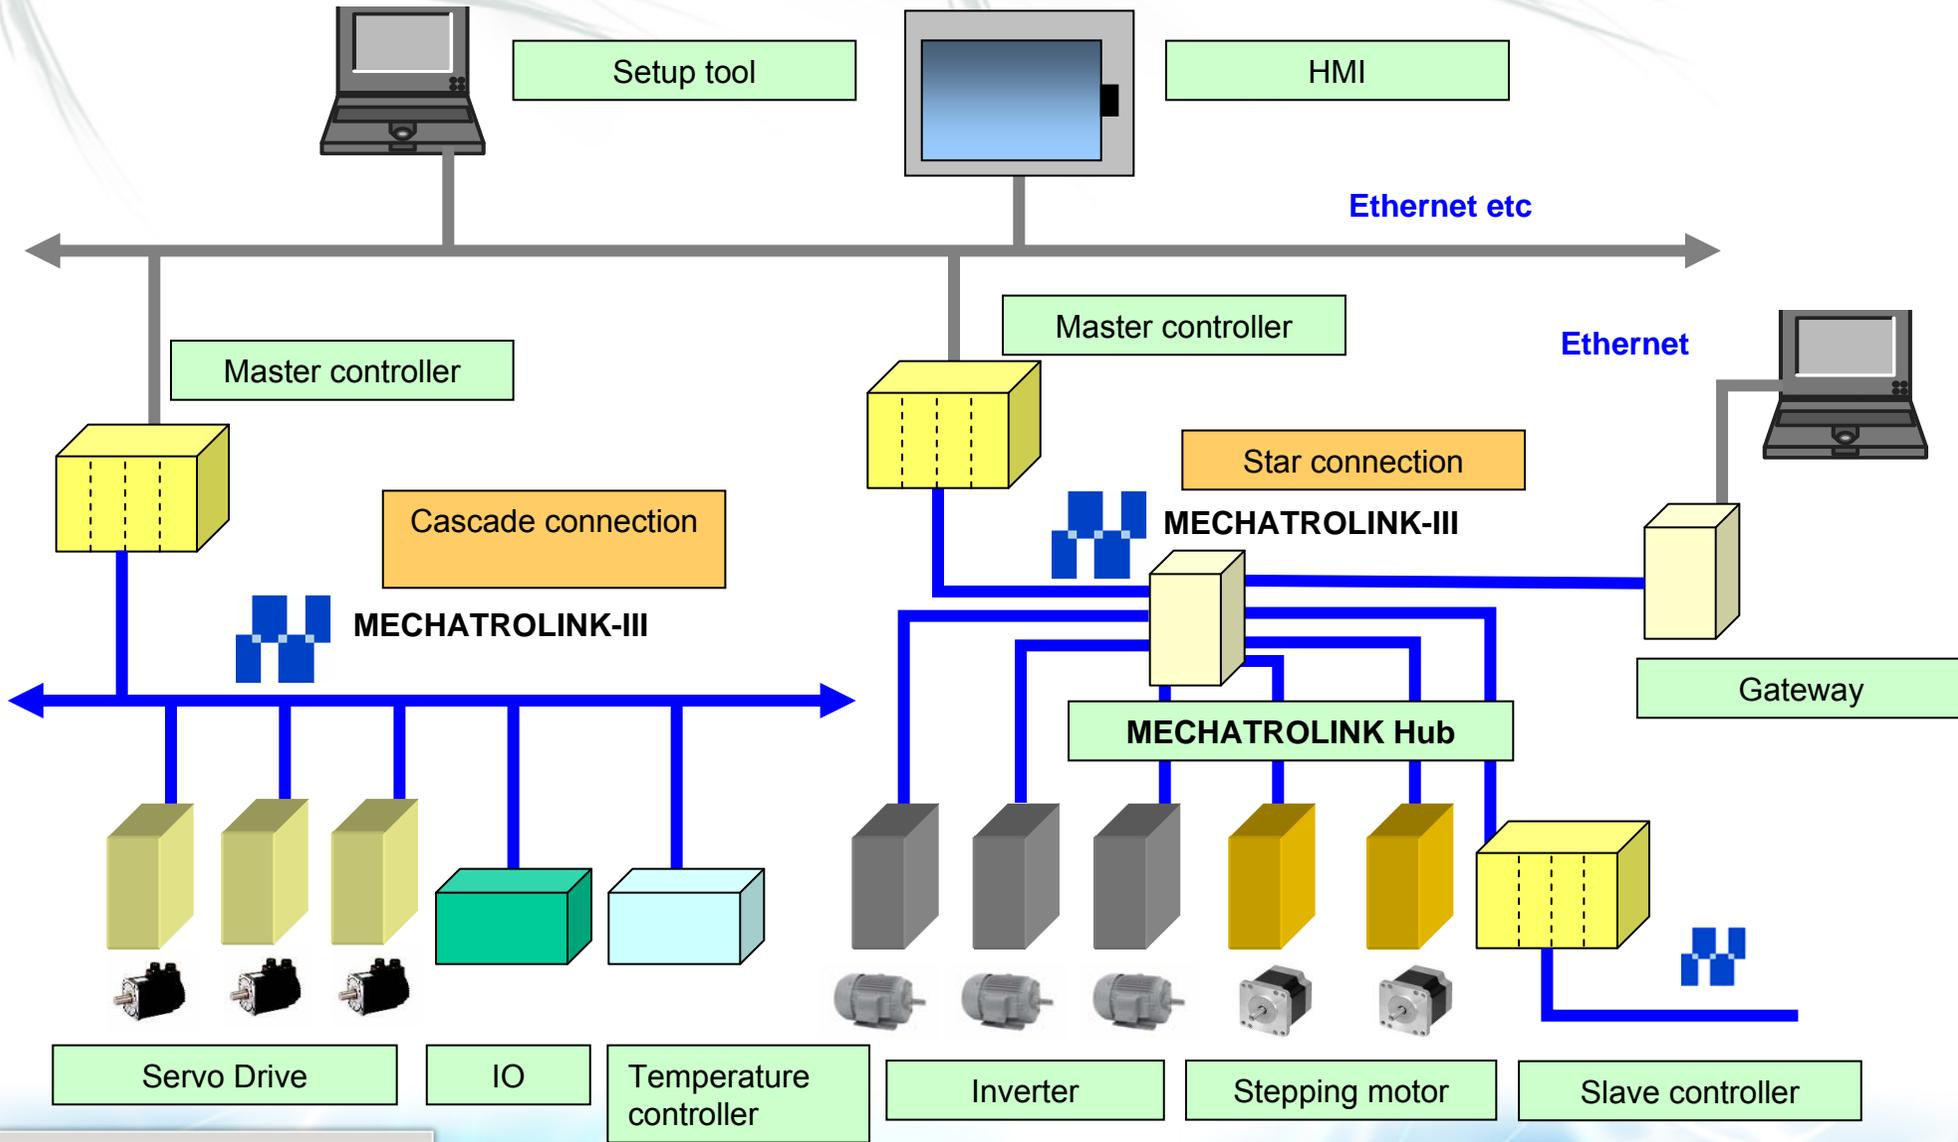 Setup tool
HMI
Ethernet etc
Master controller
Ethernet
Master controller
Star connection
Cascade connection
MECHATROLINK-III
MECHATROLINK-III
Gateway
MECHATROLINK Hub
Servo Drive
IO
Temperature
controller
Inverter
Stepping motor
Slave controller